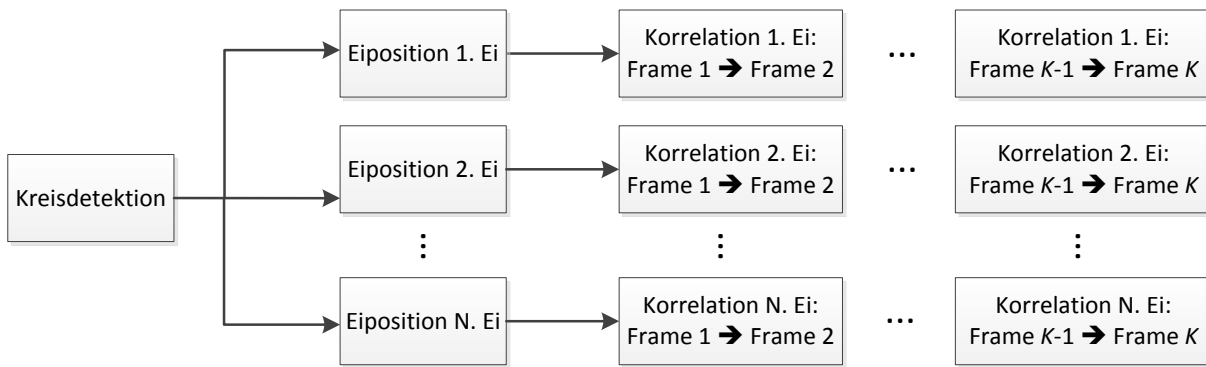 Kreisdetektion
Eiposition 1. Ei
Korrelation 1. Ei:
Frame 1 ➔ Frame 2
...
Korrelation 1. Ei:
Frame K-1 ➔ Frame K
Eiposition 2. Ei
Korrelation 2. Ei:
Frame 1 ➔ Frame 2
...
Korrelation 2. Ei:
Frame K-1 ➔ Frame K
⋮
⋮
⋮
Eiposition N. Ei
Korrelation N. Ei:
Frame 1 ➔ Frame 2
...
Korrelation N. Ei:
Frame K-1 ➔ Frame K